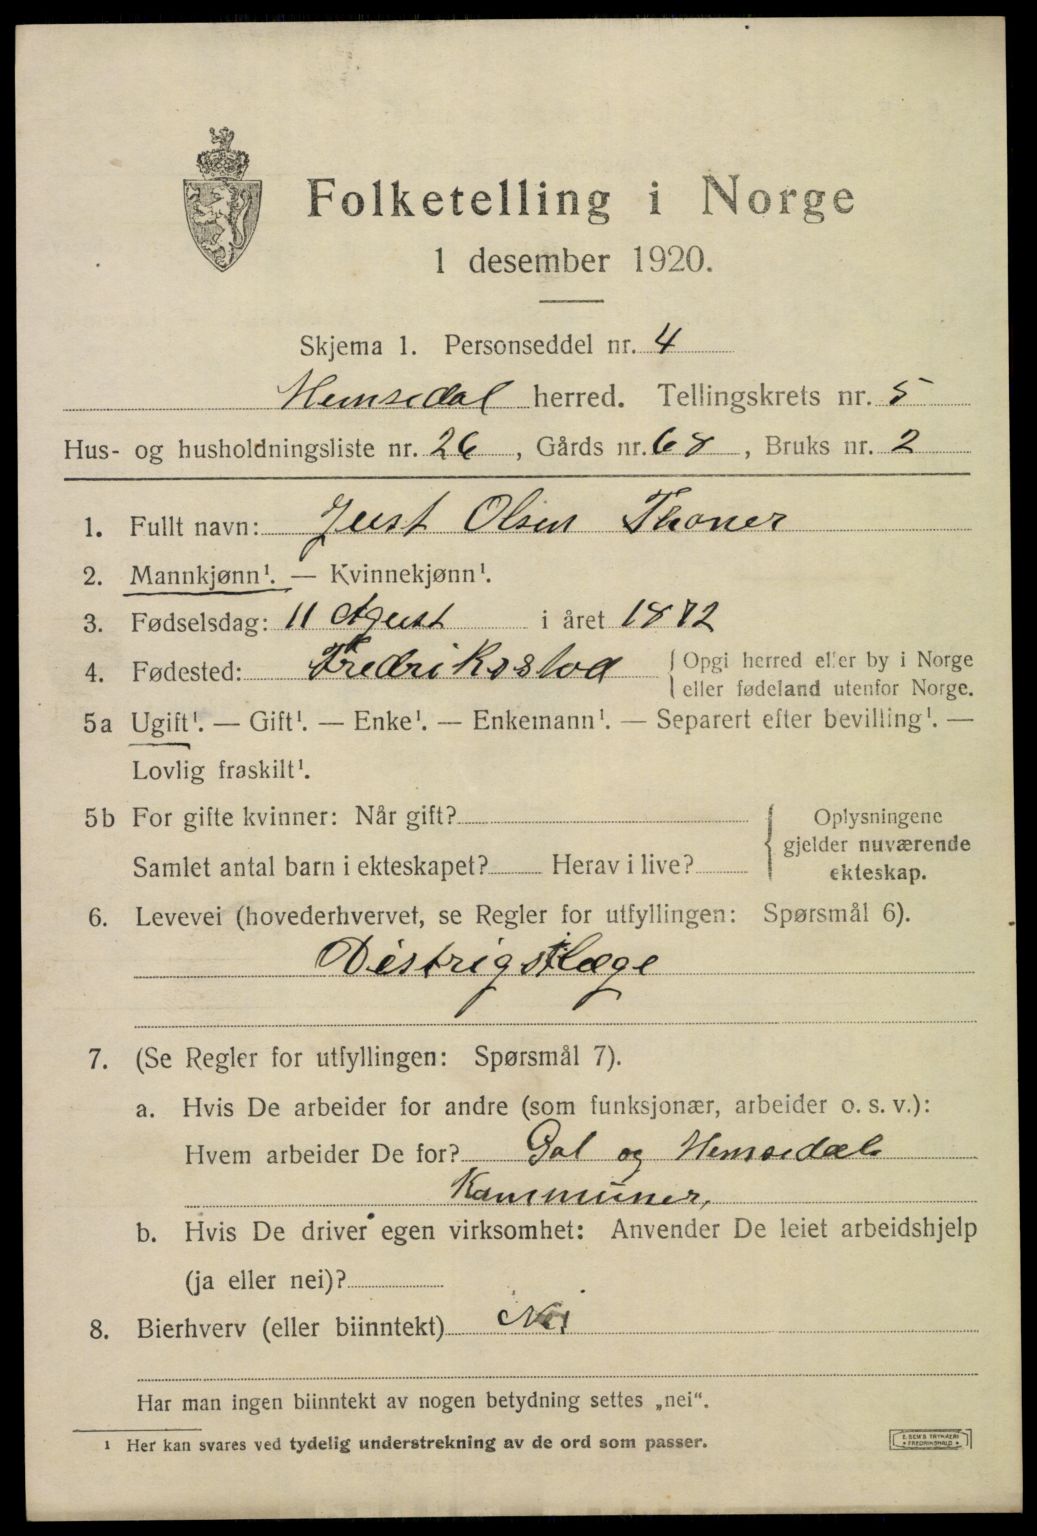 Folketelling i Norge
1 desember 1920.
Skjema 1. Personseddel nr. 4
Hemsedal herred. Tellingskrets nr. 5
Hus- og husholdningsliste nr. 26, Gårds nr. 68, Bruks nr. 2
1. Fullt navn: Just Olsen Thoner
2. Mannkjønn¹. — Kvinnekjønn¹.
3. Fødselsdag: 11 Agust i året 1872
4. Fødested: Fredriksstad
{Opgi herred eller by i Norge
eller fødeland utenfor Norge.
5a Ugift¹. — Gift¹. — Enke¹. — Enkemann¹. — Separert efter bevilling¹. —
Lovlig fraskilt¹.
5b For gifte kvinner: Når gift?
Samlet antal barn i ekteskapet? Herav i live?
{Oplysningene
gjelder nuværende
ekteskap.
6. Levevei (hovederhvervet, se Regler for utfyllingen: Spørsmål 6).
Distrigstlæge
7. (Se Regler for utfyllingen: Spørsmål 7).
a. Hvis De arbeider for andre (som funksjonær, arbeider o. s. v.):
Hvem arbeider De for? Gol og Hemsedals
Kommuner,
b. Hvis De driver egen virksomhet: Anvender De leiet arbeidshjelp
(ja eller nei)?
8. Bierhverv (eller biinntekt) Nei
Har man ingen biinntekt av nogen betydning settes „nei“.
¹ Her kan svares ved tydelig understrekning av de ord som passer.
E. SEM'S TRYKKERI
FREDRIKSHALD